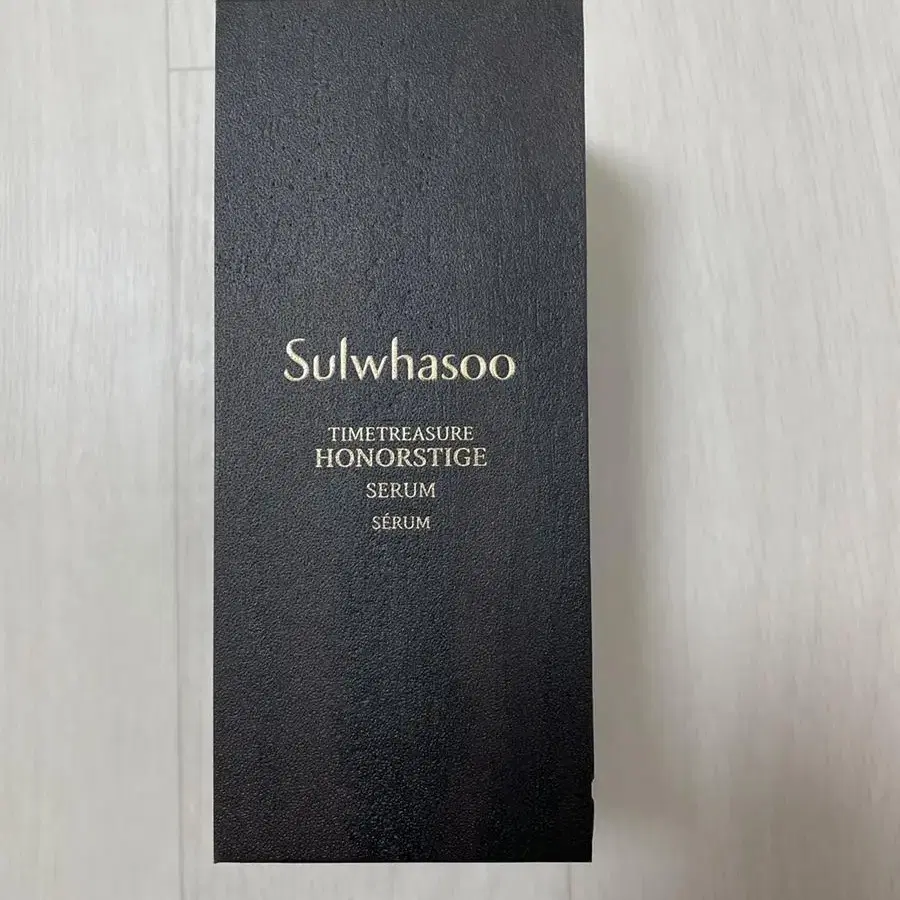 Sulwhasoo
TIMETREASURE
HONORSTIGE
SERUM
SÉRUM